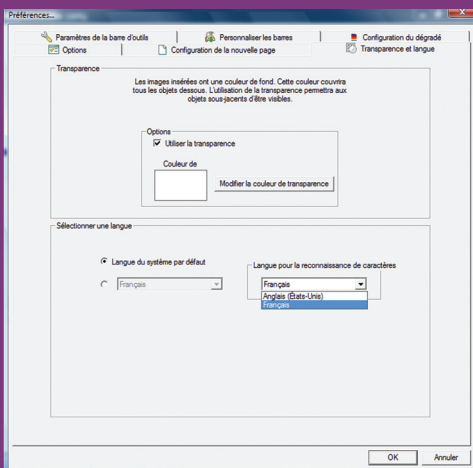 Préférences...
Paramètres de la barre d'outils
Personnaliser les barres
Configuration du dégradé
Options
Configuration de la nouvelle page
Transparence et langue
Transparence
Les images insérées ont une couleur de fond. Cette couleur couvrira
tous les objets dessous. L'utilisation de la transparence permettra aux
objets sous-jacents d'être visibles.
Options
Utiliser la transparence
Couleur de
Modifier la couleur de transparence
Sélectionner une langue
Langue du système par défaut
Langue pour la reconnaissance de caractères
Français
Français
Anglais (États-Unis)
Français
OK
Annuler